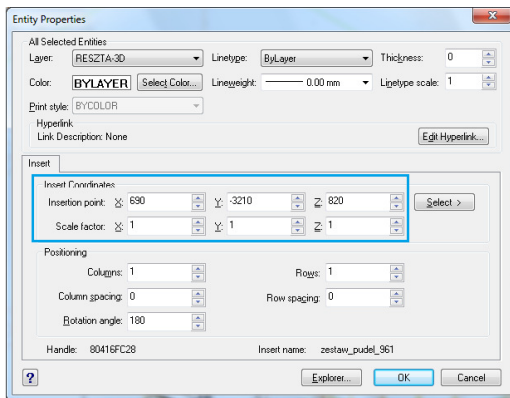 Entity Properties
All Selected Entities
Layer: RESZTA-3D Linetype: ByLayer Thickness: 0
Color: BYLAYER Select Color... Lineweight: 0.00 mm Linetype scale: 1
Print style: BYCOLOR
Hyperlink
Link Description: None Edit Hyperlink...
Insert
Insert Coordinates
Insertion point: X: 690 Y: -3210 Z: 820 Select >
Scale factor: X: 1 Y: 1 Z: 1
Positioning
Columns: 1 Rows: 1
Column spacing: 0 Row spacing: 0
Rotation angle: 180
Handle: 80416FC28 Insert name: zestaw_pudel_961
? Explorer... OK Cancel